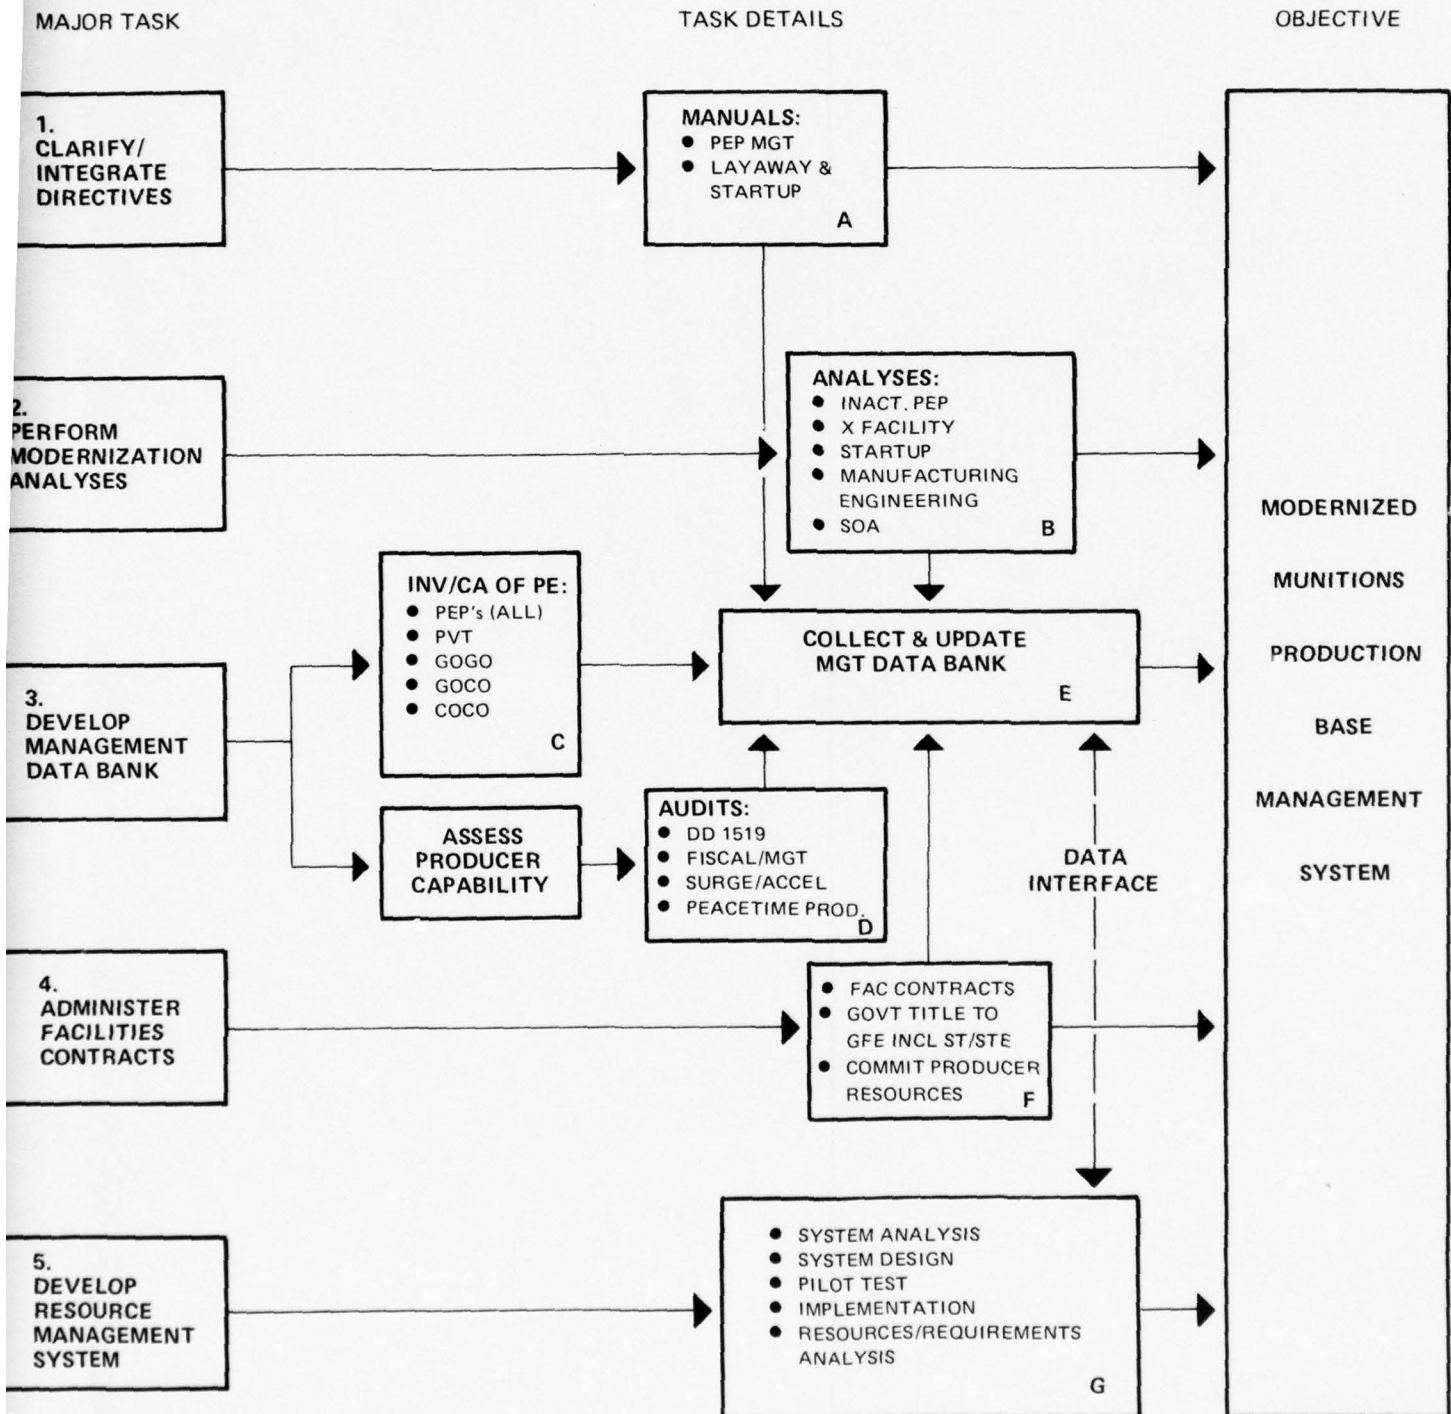 MAJOR TASK
TASK DETAILS
OBJECTIVE
1.
CLARIFY/
INTEGRATE
DIRECTIVES
MANUALS:
● PEP MGT
● LAYAWAY &
STARTUP
A
2.
PERFORM
MODERNIZATION
ANALYSES
ANALYSES:
● INACT. PEP
● X FACILITY
● STARTUP
● MANUFACTURING
ENGINEERING
● SOA
B
3.
DEVELOP
MANAGEMENT
DATA BANK
INV/CA OF PE:
● PEP's (ALL)
● PVT
● GOGO
● GOCO
● COCO
C
COLLECT & UPDATE
MGT DATA BANK
E
ASSESS
PRODUCER
CAPABILITY
AUDITS:
● DD 1519
● FISCAL/MGT
● SURGE/ACCEL
● PEACETIME PROD.
D
DATA
INTERFACE
4.
ADMINISTER
FACILITIES
CONTRACTS
● FAC CONTRACTS
● GOVT TITLE TO
GFE INCL ST/STE
● COMMIT PRODUCER
RESOURCES
F
5.
DEVELOP
RESOURCE
MANAGEMENT
SYSTEM
● SYSTEM ANALYSIS
● SYSTEM DESIGN
● PILOT TEST
● IMPLEMENTATION
● RESOURCES/REQUIREMENTS
ANALYSIS
G
MODERNIZED
MUNITIONS
PRODUCTION
BASE
MANAGEMENT
SYSTEM